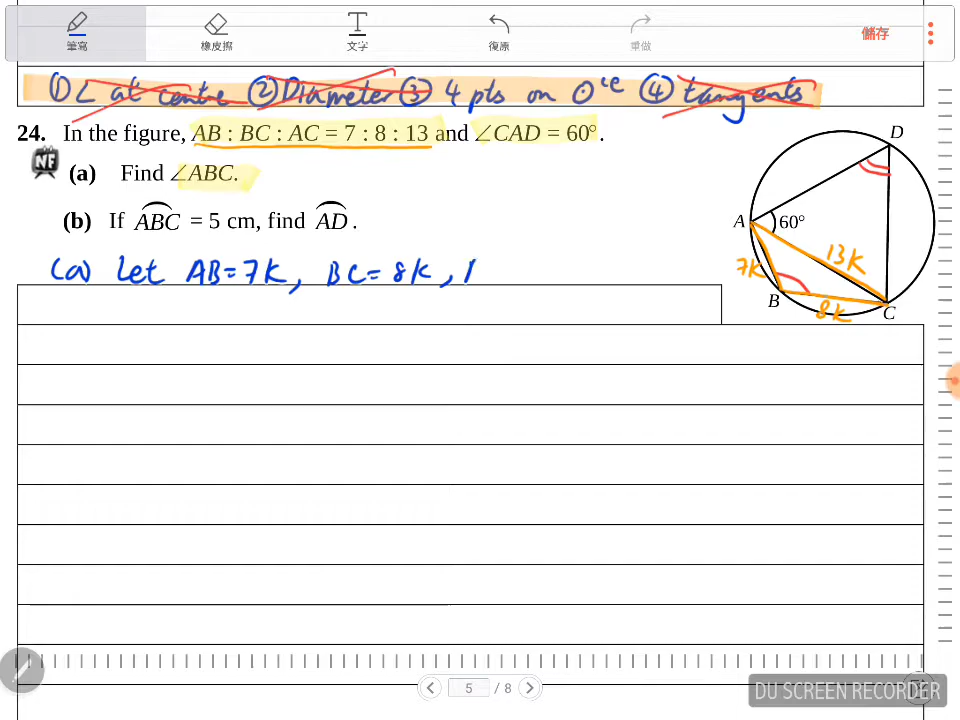 筆寫 橡皮擦 文字 復原 重做 儲存
① ∠ at centre ② Diameter ③ 4 pts on ⊙ce ④ tangents
24. In the figure, AB : BC : AC = 7 : 8 : 13 and ∠CAD = 60°.
NF (a) Find ∠ABC.
(b) If ABC = 5 cm, find AD.
(a) Let AB = 7k, BC = 8k,
D
A 60°
7k 13k
B 8k C
5 / 8
DU SCREEN RECORDER